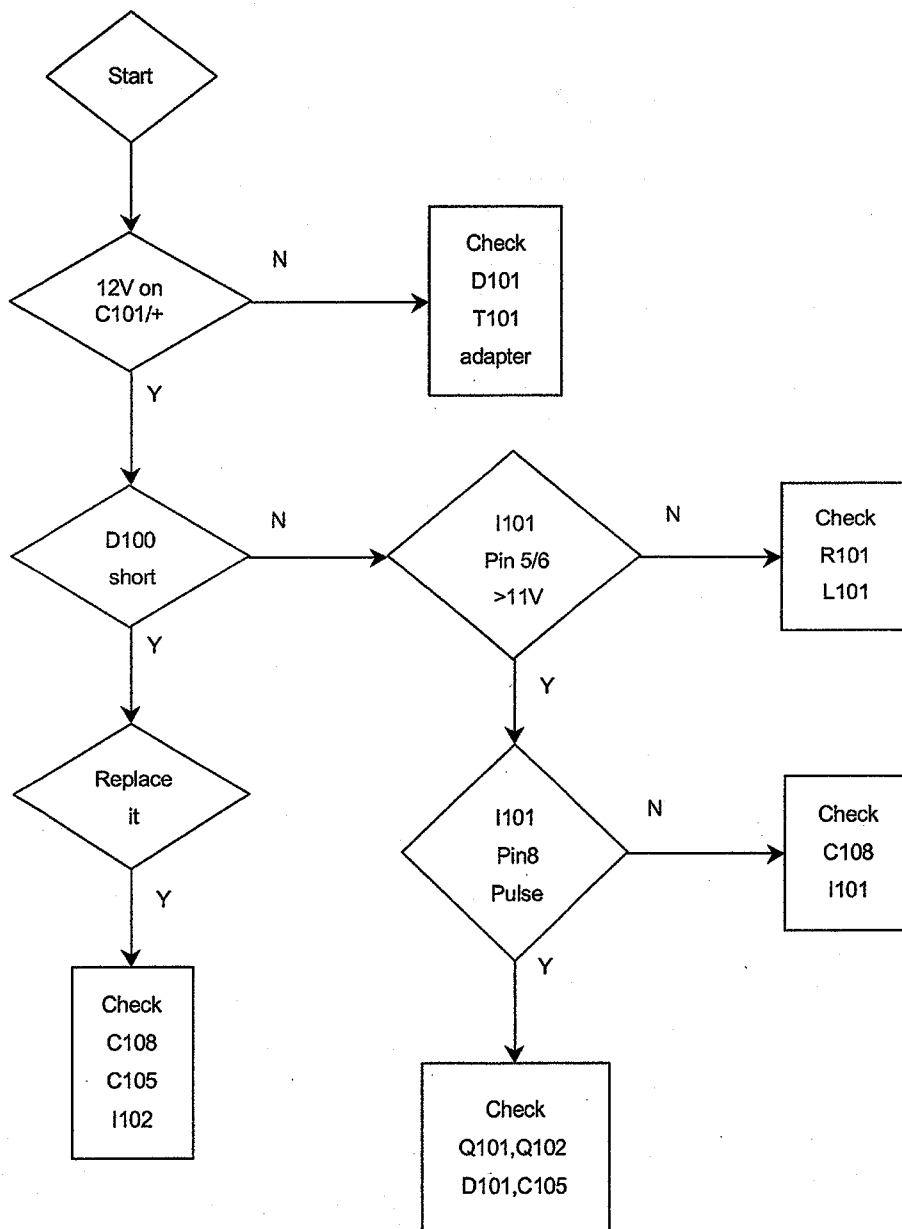 Start
12V on
C101/+
N
Check
D101
T101
adapter
Y
D100
short
N
I101
Pin 5/6
>11V
N
Check
R101
L101
Y
Replace
it
Y
Check
C108
C105
I102
Y
I101
Pin8
Pulse
N
Check
C108
I101
Y
Check
Q101,Q102
D101,C105